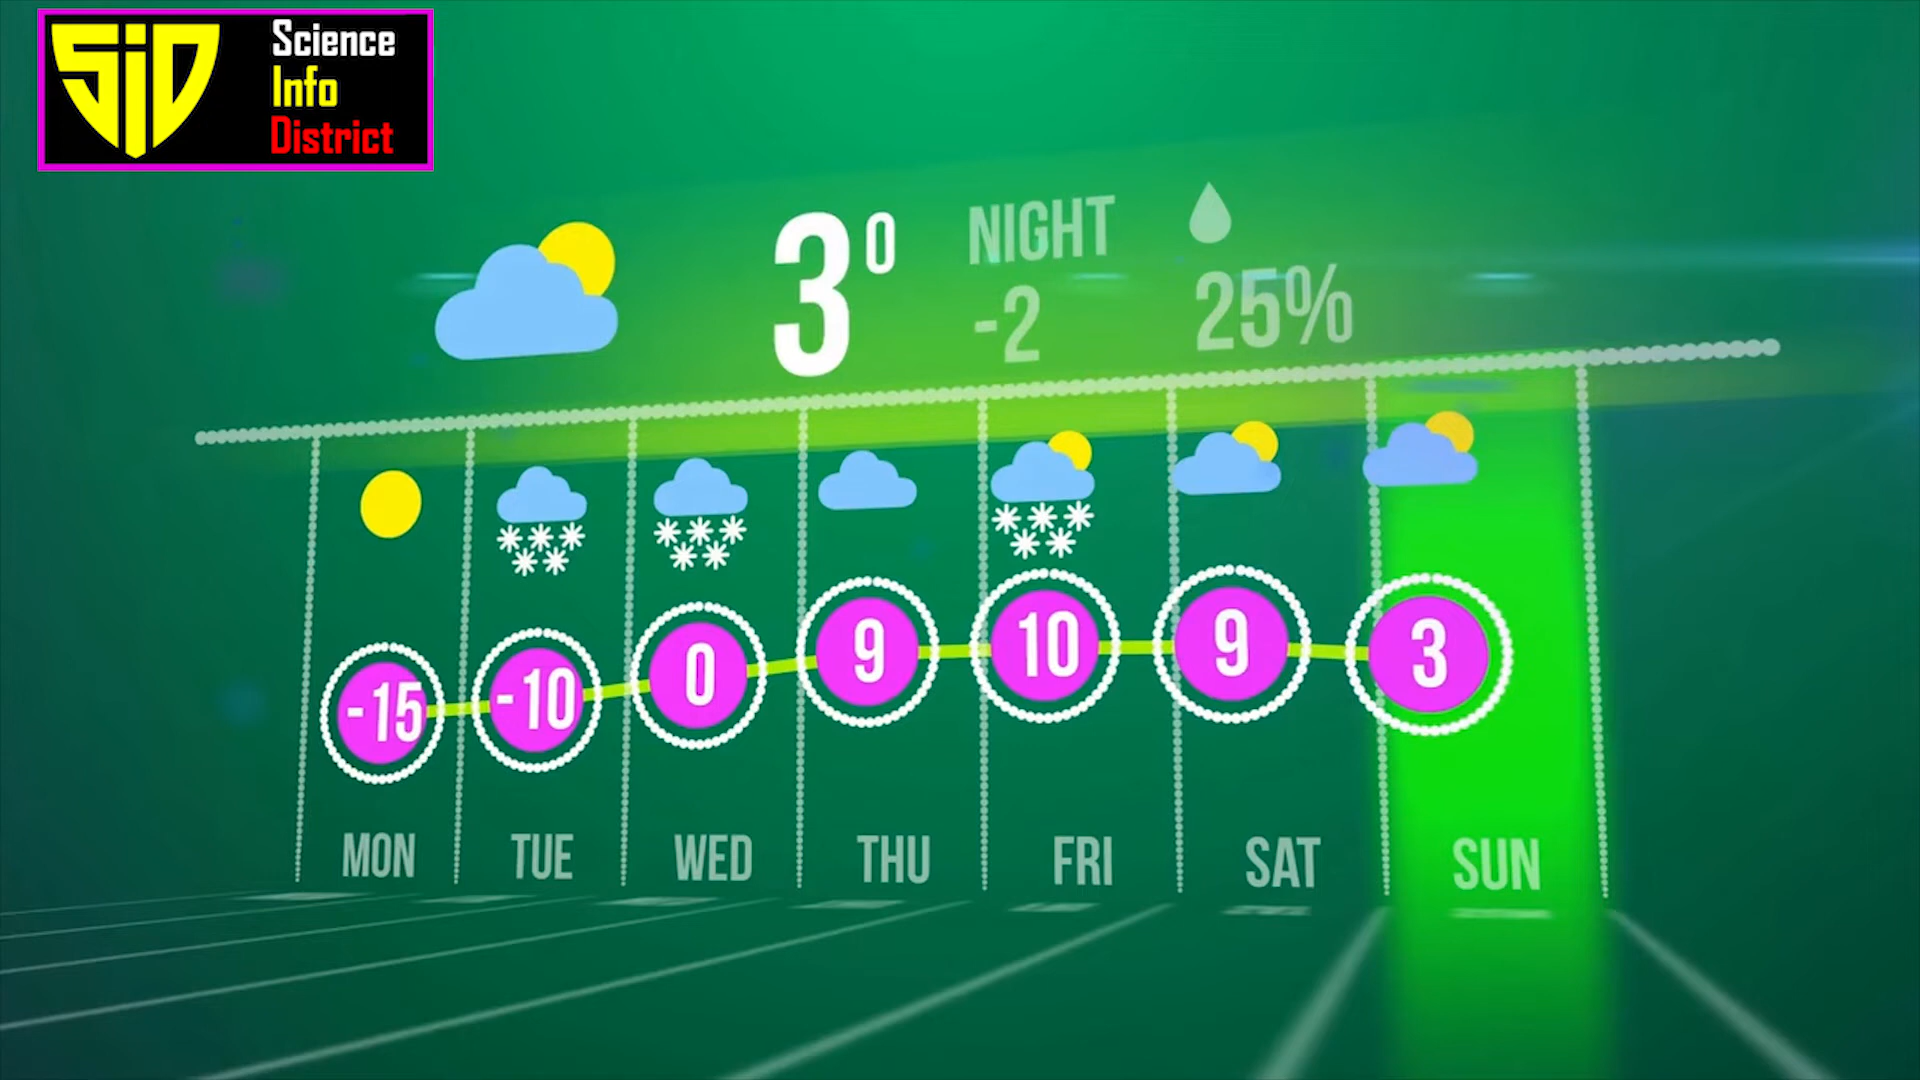 SiD
Science
Info
District
3⁰
NIGHT
-2
25%
-15
-10
0
9
10
9
3
MON
TUE
WED
THU
FRI
SAT
SUN